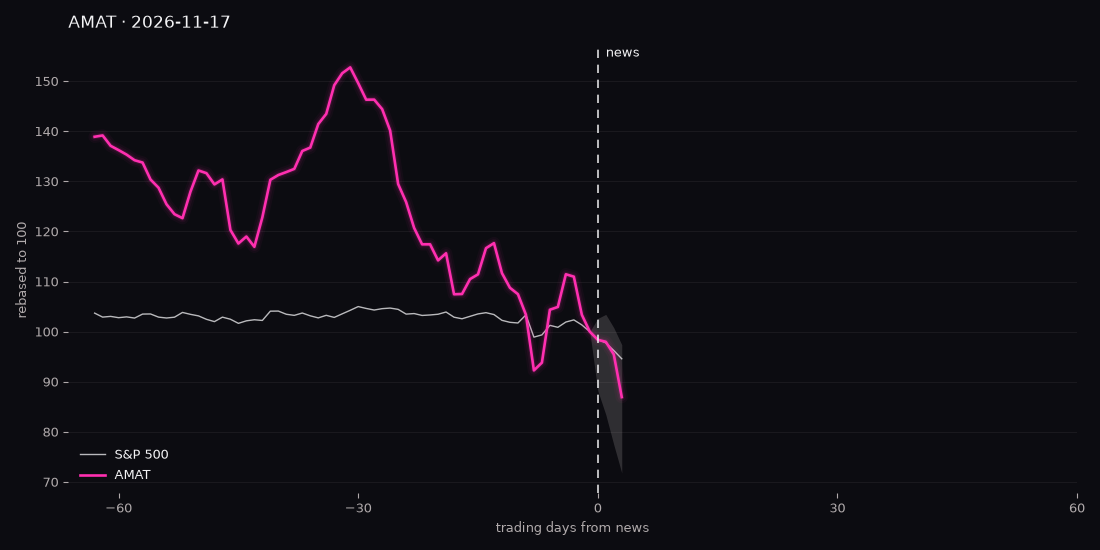 AMAT · 2026-11-17
news
150
140
130
120
110
100
90
80
70
rebased to 100
S&P 500
AMAT
−60
−30
0
30
60
trading days from news